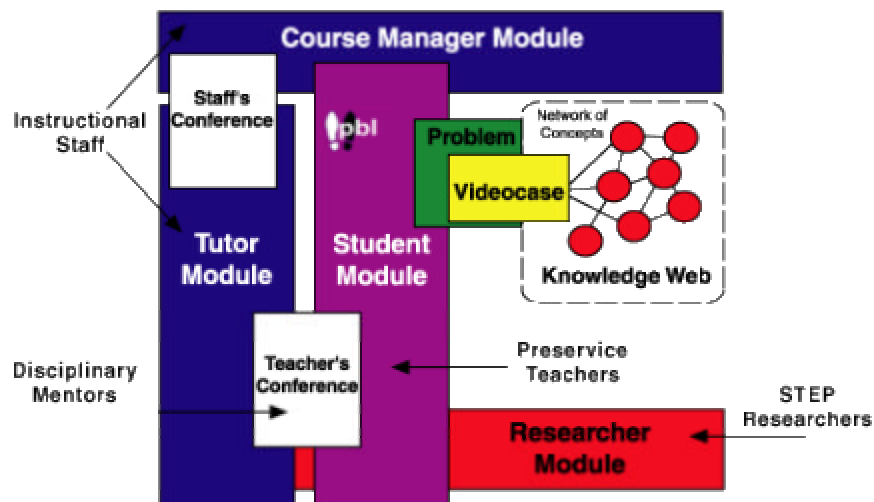 Course Manager Module
Staff's
Conference
Instructional
Staff
pbl
Problem
Videocase
Network of
Concepts
Knowledge Web
Tutor
Module
Student
Module
Teacher's
Conference
Disciplinary
Mentors
Preservice
Teachers
STEP
Researchers
Researcher
Module